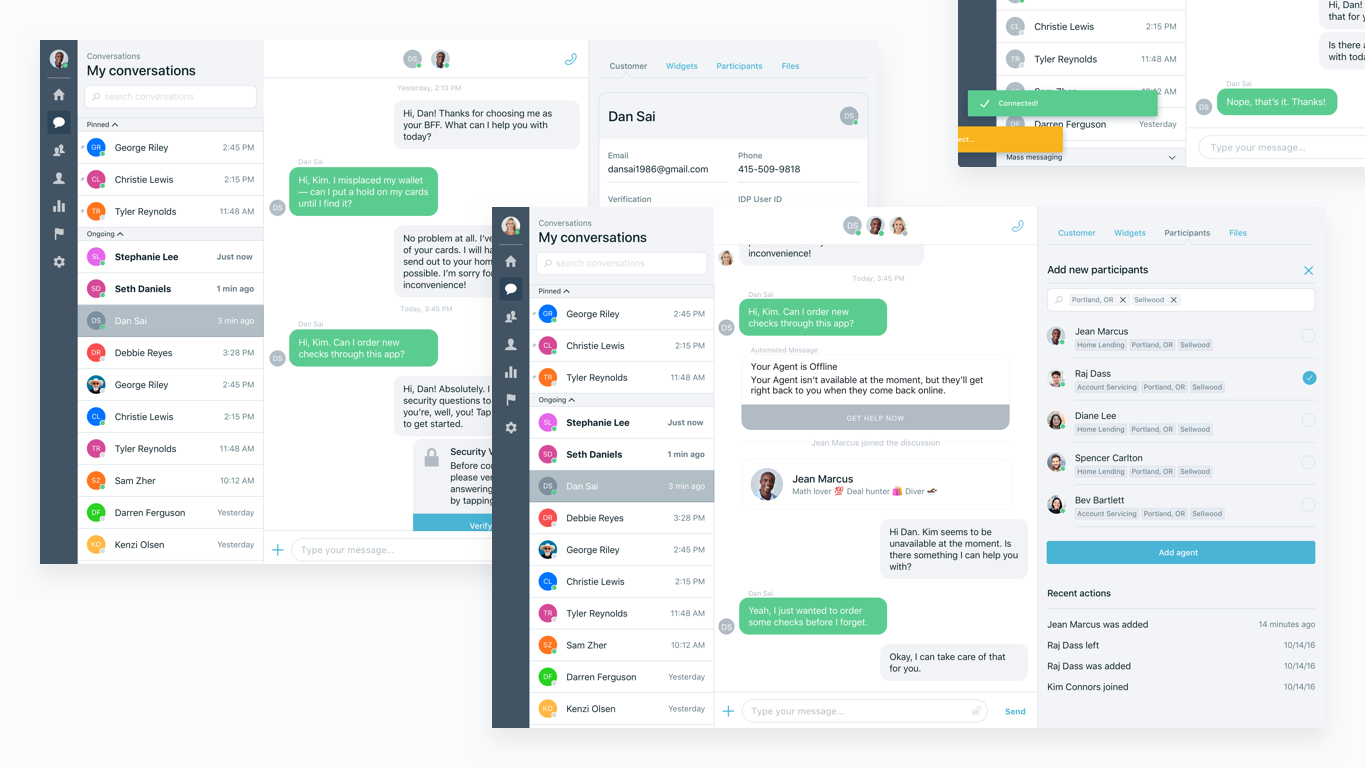 Conversations
My conversations
search conversations
Pinned
GR
George Riley
2:45 PM
CL
Christie Lewis
2:15 PM
TR
Tyler Reynolds
11:48 AM
Ongoing
SL
Stephanie Lee
Just now
SD
Seth Daniels
1 min ago
DS
Dan Sai
3 min ago
DR
Debbie Reyes
3:28 PM
George Riley
2:45 PM
CL
Christie Lewis
2:15 PM
TR
Tyler Reynolds
11:48 AM
SZ
Sam Zher
10:12 AM
DF
Darren Ferguson
Yesterday
KO
Kenzi Olsen
Yesterday
DS
Yesterday, 2:13 PM
Hi, Dan! Thanks for choosing me as
your BFF. What can I help you with
today?
Dan Sai
Hi, Kim. I misplaced my wallet
— can I put a hold on my cards
until I find it?
DS
No problem at all. I've
of your cards. I will ha
send out to your hom
possible. I'm sorry for
inconvenience!
Today, 3:45 PM
Dan Sai
Hi, Kim. Can I order new
checks through this app?
DS
Hi, Dan! Absolutely. I
security questions to
you're, well, you! Tap
to get started.
Security V
Before con
please ver
answering
by tapping
Verify
Type your message...
Customer
Widgets
Participants
Files
Dan Sai
DS
Email
dansai1986@gmail.com
Phone
415-509-9818
Verification
IDP User ID
CL
Christie Lewis
2:15 PM
TR
Tyler Reynolds
11:48 AM
Sam Zher
Connected!
DF
Darren Ferguson
Yesterday
ect...
Mass messaging
Hi, Dan!
that for y
Is there a
with toda
Dan Sai
Nope, that's it. Thanks!
DS
Type your message...
Conversations
My conversations
search conversations
Pinned
GR
George Riley
2:45 PM
CL
Christie Lewis
2:15 PM
TR
Tyler Reynolds
11:48 AM
Ongoing
SL
Stephanie Lee
Just now
SD
Seth Daniels
1 min ago
DS
Dan Sai
3 min ago
DR
Debbie Reyes
3:28 PM
George Riley
2:45 PM
CL
Christie Lewis
2:15 PM
TR
Tyler Reynolds
11:48 AM
SZ
Sam Zher
10:12 AM
DF
Darren Ferguson
Yesterday
KO
Kenzi Olsen
Yesterday
DS
inconvenience!
Today, 3:45 PM
Dan Sai
Hi, Kim. Can I order new
checks through this app?
DS
Automated Message
Your Agent is Offline
Your Agent isn't available at the moment, but they'll get
right back to you when they come back online.
GET HELP NOW
Jean Marcus joined the discussion
Jean Marcus
Math lover 💯 Deal hunter 🛍 Diver
Hi Dan. Kim seems to be
unavailable at the moment. Is
there something I can help you
with?
Dan Sai
Yeah, I just wanted to order
some checks before I forget.
DS
Okay, I can take care of that
for you.
Type your message...
Send
Customer
Widgets
Participants
Files
Add new participants
Portland, OR
Sellwood
Jean Marcus
Home Lending Portland, OR Sellwood
Raj Dass
Account Servicing Portland, OR Sellwood
Diane Lee
Home Lending Portland, OR Sellwood
Spencer Carlton
Home Lending Portland, OR Sellwood
Bev Bartlett
Account Servicing Portland, OR Sellwood
Add agent
Recent actions
Jean Marcus was added
14 minutes ago
Raj Dass left
10/14/16
Raj Dass was added
10/14/16
Kim Connors joined
10/14/16